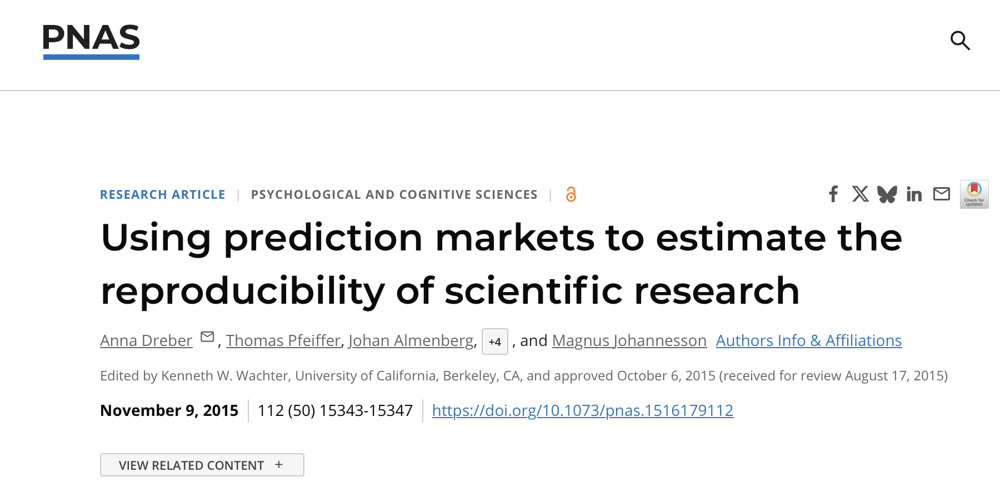 PNAS
RESEARCH ARTICLE | PSYCHOLOGICAL AND COGNITIVE SCIENCES |
Check for
updates
Using prediction markets to estimate the
reproducibility of scientific research
Anna Dreber , Thomas Pfeiffer, Johan Almenberg, +4 , and Magnus Johannesson Authors Info & Affiliations
Edited by Kenneth W. Wachter, University of California, Berkeley, CA, and approved October 6, 2015 (received for review August 17, 2015)
November 9, 2015 | 112 (50) 15343-15347 | https://doi.org/10.1073/pnas.1516179112
VIEW RELATED CONTENT +